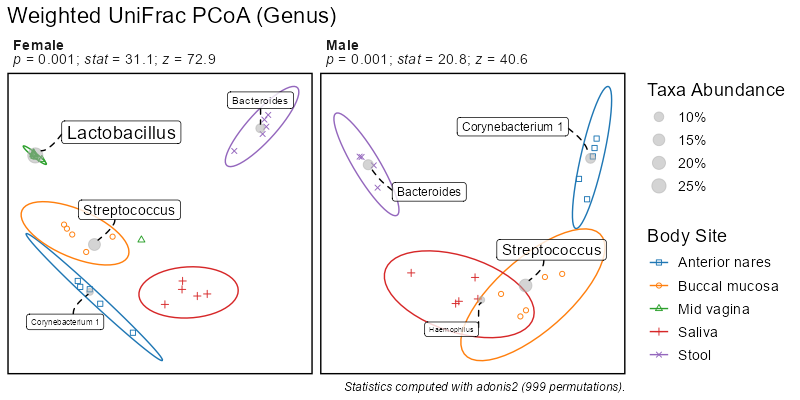 Weighted UniFrac PCoA (Genus)
Female
p = 0.001; stat = 31.1; z = 72.9
Male
p = 0.001; stat = 20.8; z = 40.6
Bacteroides
Lactobacillus
Streptococcus
Corynebacterium 1
Corynebacterium 1
Bacteroides
Streptococcus
Haemophilus
Taxa Abundance
10%
15%
20%
25%
Body Site
Anterior nares
Buccal mucosa
Mid vagina
Saliva
Stool
Statistics computed with adonis2 (999 permutations).